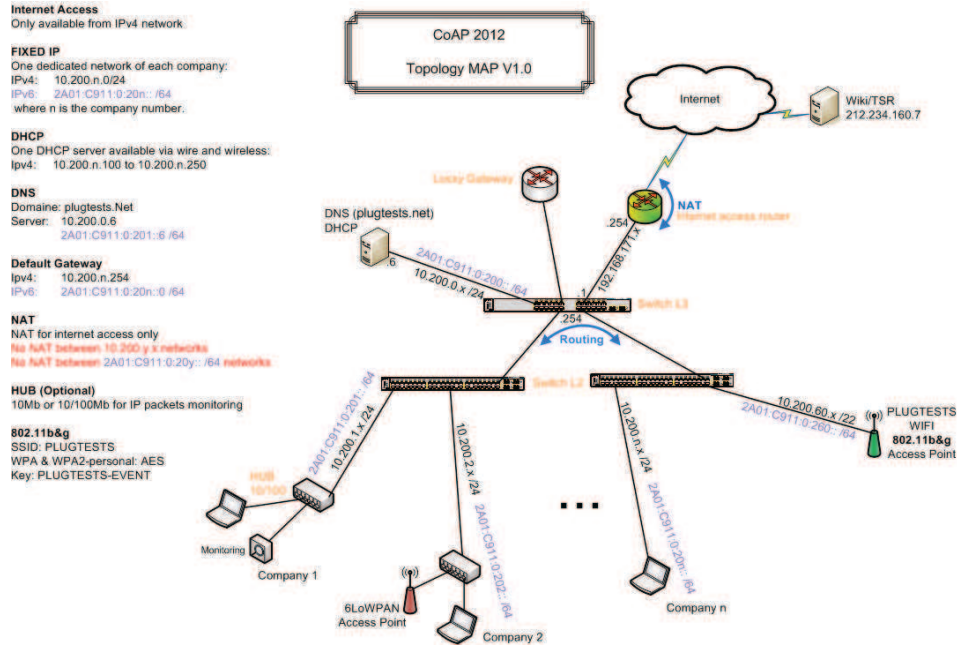 Internet Access
Only available from IPv4 network
FIXED IP
One dedicated network of each company:
IPv4: 10.200.n.0/24
IPv6: 2A01:C911:0:20n:: /64
where n is the company number.
DHCP
One DHCP server available via wire and wireless:
Ipv4: 10.200.n.100 to 10.200.n.250
DNS
Domaine: plugtests.Net
Server: 10.200.0.6
2A01:C911:0:201::6 /64
Default Gateway
Ipv4: 10.200.n.254
IPv6: 2A01:C911:0:20n::0 /64
NAT
NAT for internet access only
No NAT between 10.200.y.x networks
No NAT between 2A01:C911:0:20y:: /64 networks
HUB (Optional)
10Mb or 10/100Mb for IP packets monitoring
802.11b&g
SSID: PLUGTESTS
WPA & WPA2-personal: AES
Key: PLUGTESTS-EVENT
CoAP 2012
Topology MAP V1.0
Internet
Wiki/TSR
212.234.160.7
Lossy Gateway
NAT
Internet access router
.254
192.168.171.x
DNS (plugtests.net)
DHCP
.6
2A01:C911:0:200:: /64
10.200.0.x /24
.1
Switch L3
.254
Routing
Switch L2
2A01:C911:0:201:: /64
10.200.1.x /24
10.200.2.x /24
2A01:C911:0:202:: /64
10.200.n.x /24
2A01:C911:0:20n:: /64
10.200.60.x /22
2A01:C911:0:260:: /64
PLUGTESTS
WIFI
802.11b&g
Access Point
HUB
10/100
Monitoring
Company 1
6LoWPAN
Access Point
Company 2
Company n